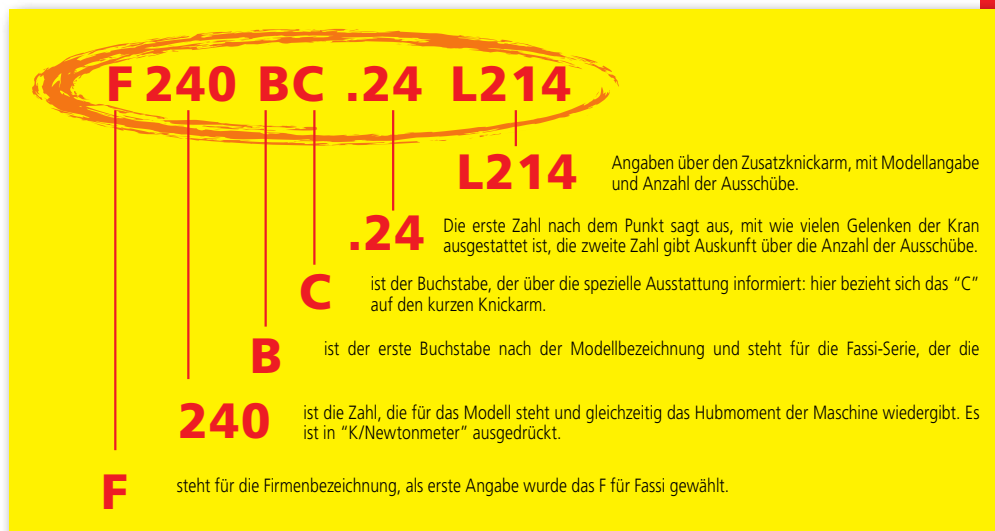 F 240 BC .24 L214
L214
Angaben über den Zusatzknickarm, mit Modellangabe
und Anzahl der Ausschübe.
.24
Die erste Zahl nach dem Punkt sagt aus, mit wie vielen Gelenken der Kran
ausgestattet ist, die zweite Zahl gibt Auskunft über die Anzahl der Ausschübe.
C
ist der Buchstabe, der über die spezielle Ausstattung informiert: hier bezieht sich das “C”
auf den kurzen Knickarm.
B
ist der erste Buchstabe nach der Modellbezeichnung und steht für die Fassi-Serie, der die
240
ist die Zahl, die für das Modell steht und gleichzeitig das Hubmoment der Maschine wiedergibt. Es
ist in “K/Newtonmeter” ausgedrückt.
F
steht für die Firmenbezeichnung, als erste Angabe wurde das F für Fassi gewählt.